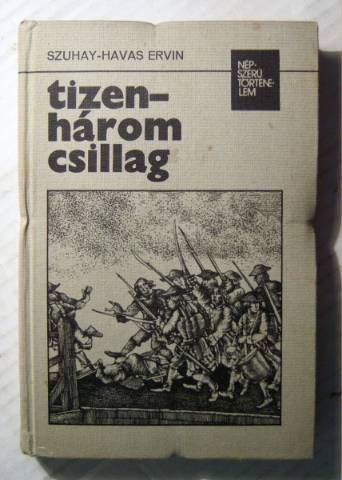 SZUHAY-HAVAS ERVIN
NÉP-
SZERŰ
TÖRTÉNE-
LEM
tizen-
három
csillag